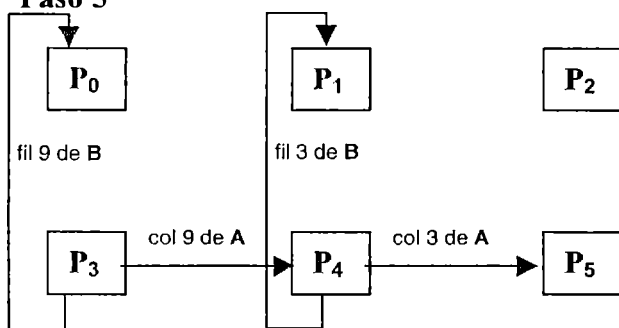 Paso 3
P0 P1 P2
fil 9 de B fil 3 de B
col 9 de A col 3 de A
P3 P4 P5